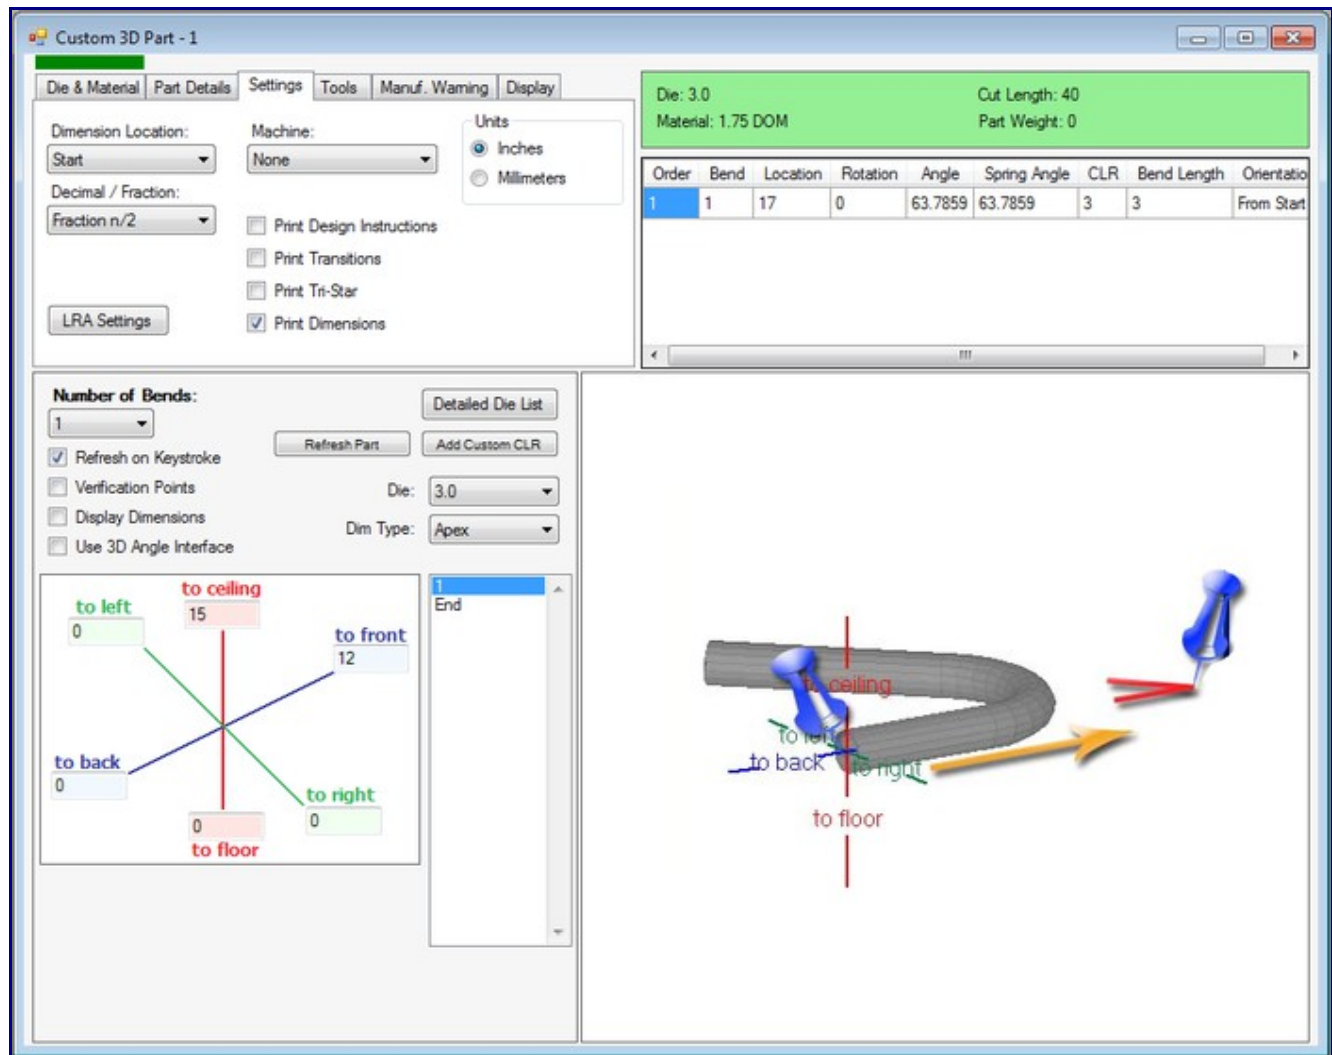 Custom 3D Part - 1
Die & Material Part Details Settings Tools Manuf. Warning Display
Dimension Location:
Start
Decimal / Fraction:
Fraction n/2
LRA Settings
Machine:
None
Print Design Instructions
Print Transitions
Print Tri-Star
Print Dimensions
Units
Inches
Millimeters
Die: 3.0 Cut Length: 40
Material: 1.75 DOM Part Weight: 0
Order Bend Location Rotation Angle Spring Angle CLR Bend Length Orientatio
1 1 17 0 63.7859 63.7859 3 3 From Start
Number of Bends:
1
Refresh on Keystroke
Verification Points
Display Dimensions
Use 3D Angle Interface
Detailed Die List
Refresh Part Add Custom CLR
Die: 3.0
Dim Type: Apex
to ceiling
15
to left
0
to front
12
to back
0
to right
0
0
to floor
1
End
to ceiling
to left
to back to right
to floor